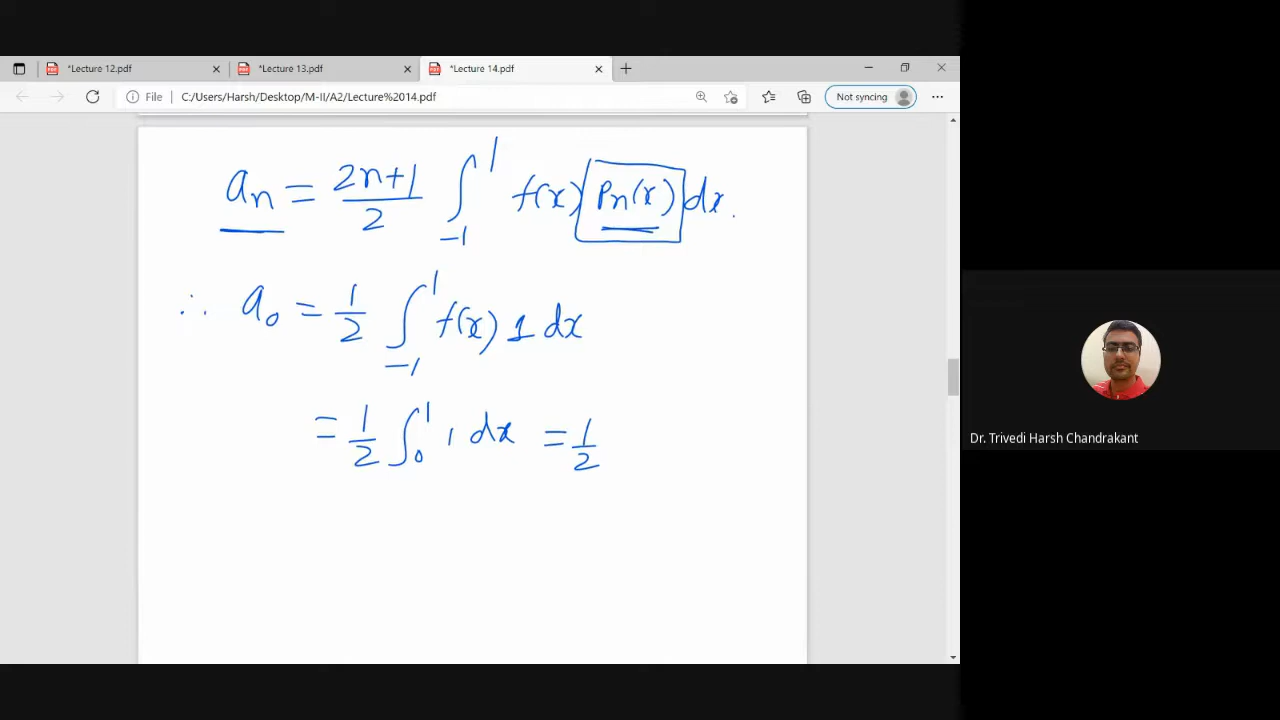 *Lecture 12.pdf
*Lecture 13.pdf
*Lecture 14.pdf
File
C:/Users/Harsh/Desktop/M-II/A2/Lecture%2014.pdf
Not syncing
aₙ = (2n+1)/2 ∫₋₁¹ f(x) Pₙ(x) dx.
∴ a₀ = 1/2 ∫₋₁¹ f(x) 1 dx
= 1/2 ∫₀¹ 1 dx = 1/2
Dr. Trivedi Harsh Chandrakant